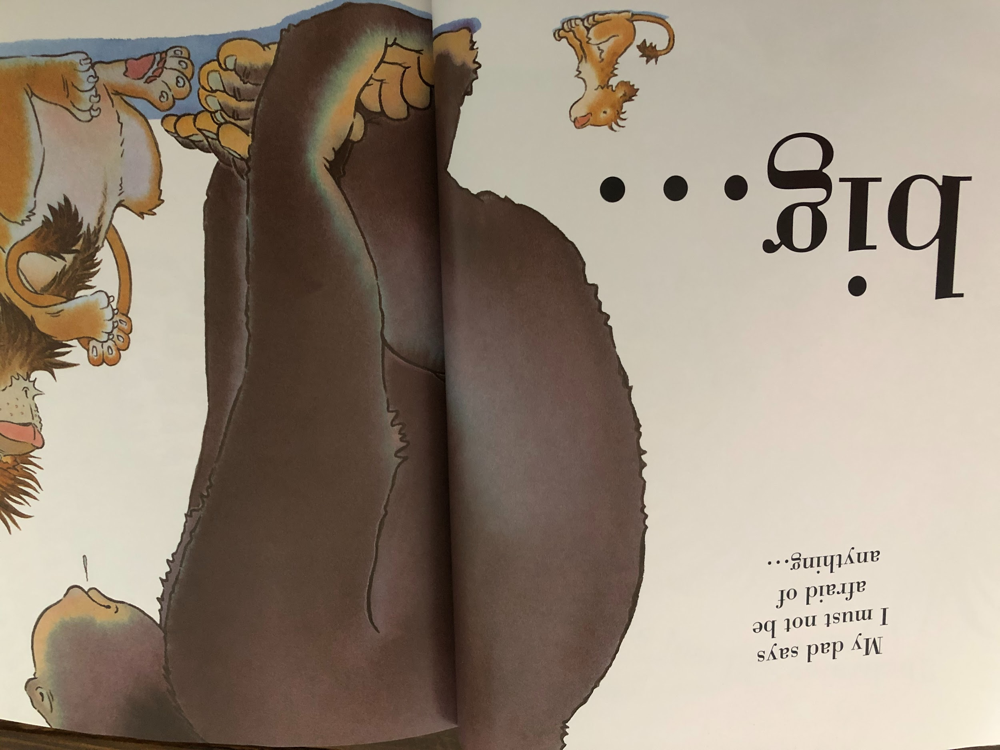 My dad says
I must not be
afraid of
anything...
big...